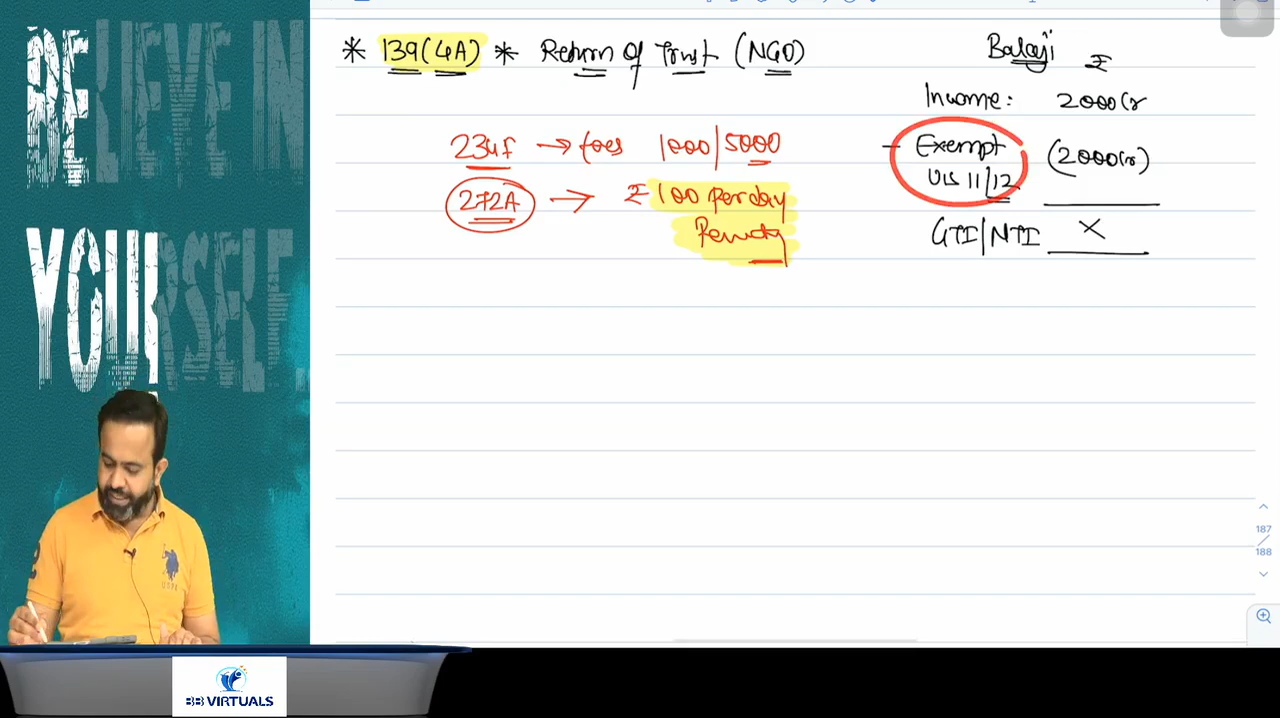 BELIEVE IN
YOURSELF.
* 139(4A) * Return of Trust (NGO)
234F → fees 1000/5000
272A → ₹ 100 Per day
Penalty
Balaji ₹
Income: 2000Cr
- Exempt (2000Cr)
U/s 11/12
GTI/NTI X
187
/
188
U.S. POLO
BB VIRTUALS